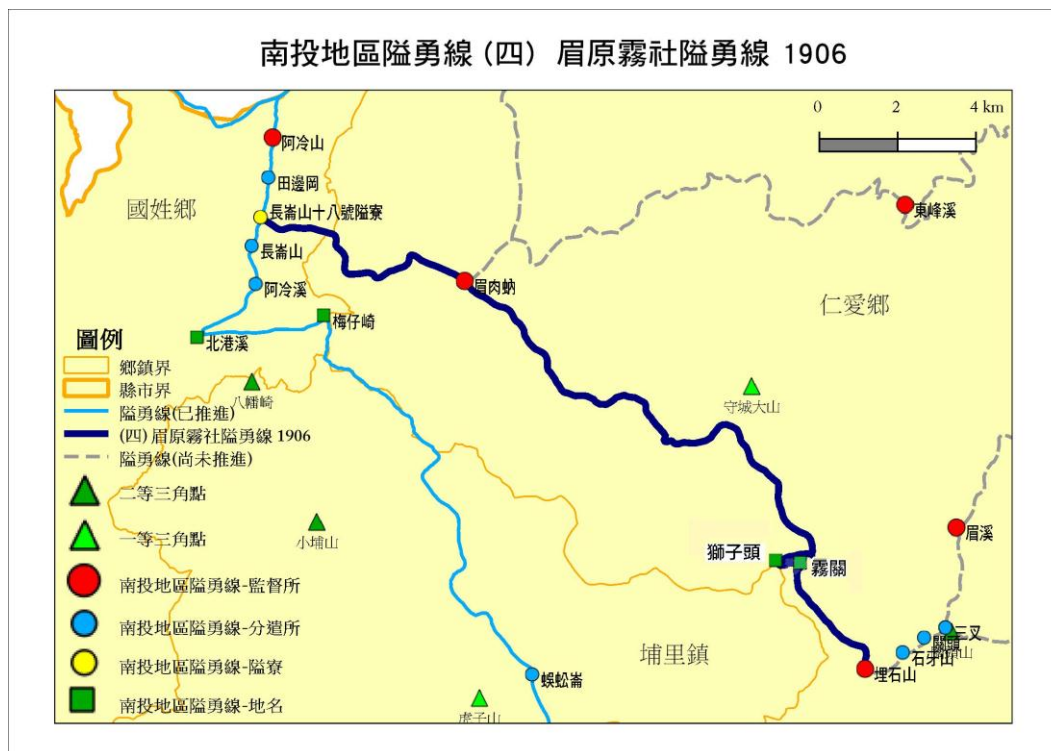 南投地區隘勇線 (四) 眉原霧社隘勇線 1906
0 2 4 km
阿冷山
田邊岡
國姓鄉
長崙山十八號隘寮
東峰溪
長崙山
眉肉蚋
阿冷溪
仁愛鄉
梅仔崎
北港溪
八幡崎
守城大山
小埔山
眉溪
獅子頭
霧關
三叉
關頭
石牙山
埔里鎮
埋石山
蜈蚣崙
虎子山
圖例
鄉鎮界
縣市界
隘勇線(已推進)
(四) 眉原霧社隘勇線 1906
隘勇線(尚未推進)
二等三角點
一等三角點
南投地區隘勇線-監督所
南投地區隘勇線-分遣所
南投地區隘勇線-隘寮
南投地區隘勇線-地名